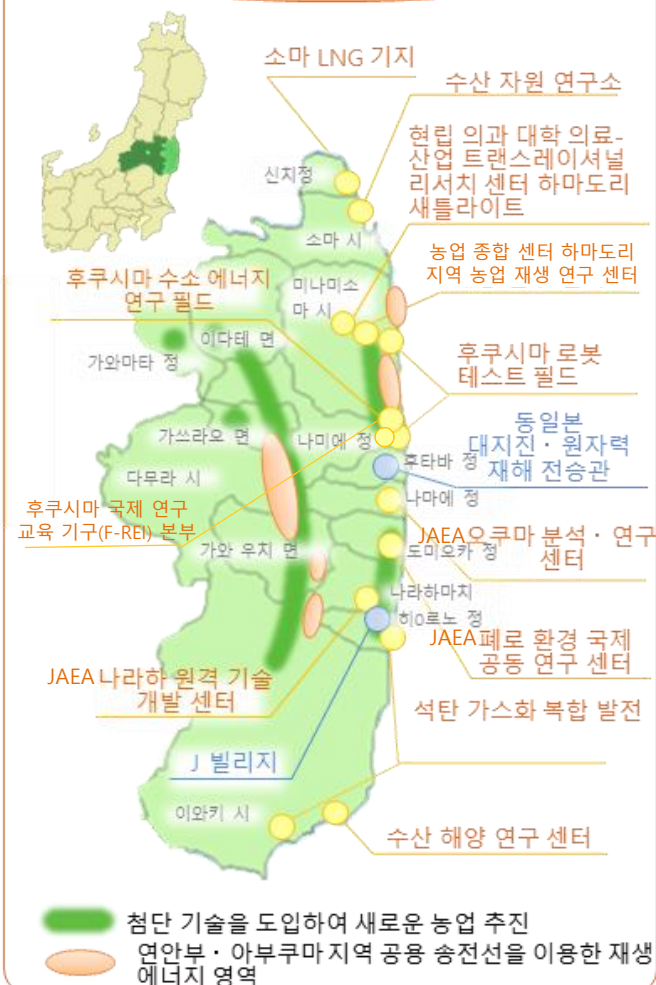 소마 LNG 기지
수산 자원 연구소
현립 의과 대학 의료-
산업 트랜스레이셔널
리서치 센터 하마도리
새틀라이트
신치정
소마 시
농업 종합 센터 하마도리
지역 농업 재생 연구 센터
후쿠시마 수소 에너지
연구 필드
미나미소
마 시
이다테 면
가와마타 정
후쿠시마 로봇
테스트 필드
동일본
대지진 · 원자력
재해 전승관
가쓰라오 면
나미에 정
후타바 정
다무라 시
나마에 정
후쿠시마 국제 연구
교육 기구(F-REI) 본부
JAEA오쿠마 분석 · 연구
센터
가와 우치 면
도미오카 정
나라하마치
히0르노 정
JAEA폐로 환경 국제
공동 연구 센터
JAEA나라하 원격 기술
개발 센터
석탄 가스화 복합 발전
J 빌리지
이와키 시
수산 해양 연구 센터
첨단 기술을 도입하여 새로운 농업 추진
연안부 · 아부쿠마 지역 공용 송전선을 이용한 재생
에너지 영역